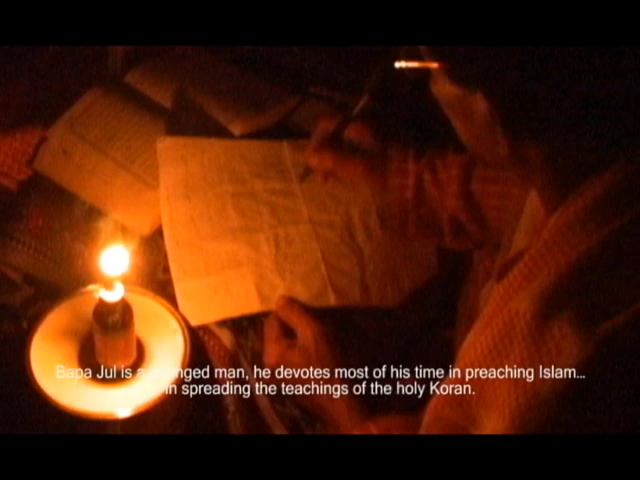 Bapa Jul is a changed man, he devotes most of his time in preaching Islam...
in spreading the teachings of the holy Koran.